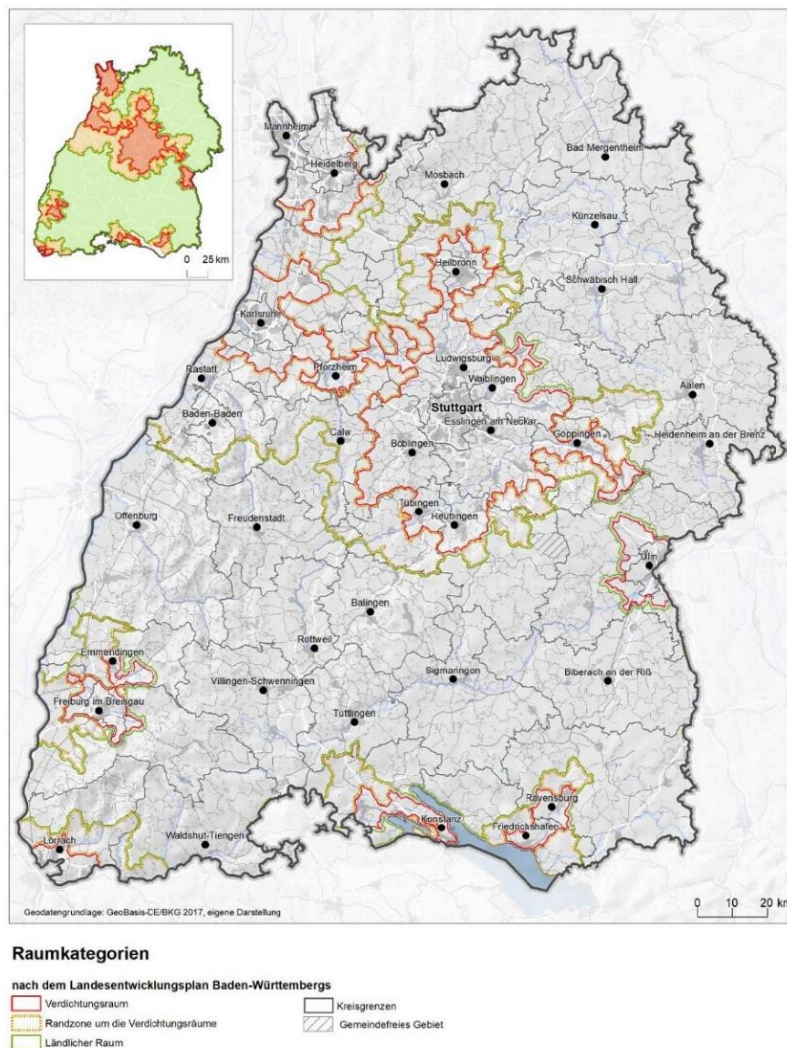 0 25 km
Mannheim
Heidelberg
Bad Mergentheim
Mosbach
Künzelsau
Heilbronn
Schwäbisch Hall
Karlsruhe
Ludwigsburg
Pforzheim
Rastatt
Waiblingen
Aalen
Stuttgart
Baden-Baden
Esslingen am Neckar
Calw
Göppingen
Heidenheim an der Brenz
Böblingen
Tübingen
Offenburg
Freudenstadt
Reutlingen
Ulm
Balingen
Rottweil
Emmendingen
Sigmaringen
Biberach an der Riß
Villingen-Schwenningen
Freiburg im Breisgau
Tuttlingen
Ravensburg
Konstanz
Friedrichshafen
Waldshut-Tiengen
Lörrach
Geodatengrundlage: GeoBasis-DE/BKG 2017, eigene Darstellung
0 10 20 km
Raumkategorien
nach dem Landesentwicklungsplan Baden-Württembergs
Verdichtungsraum
Kreisgrenzen
Randzone um die Verdichtungsräume
Gemeindefreies Gebiet
Ländlicher Raum